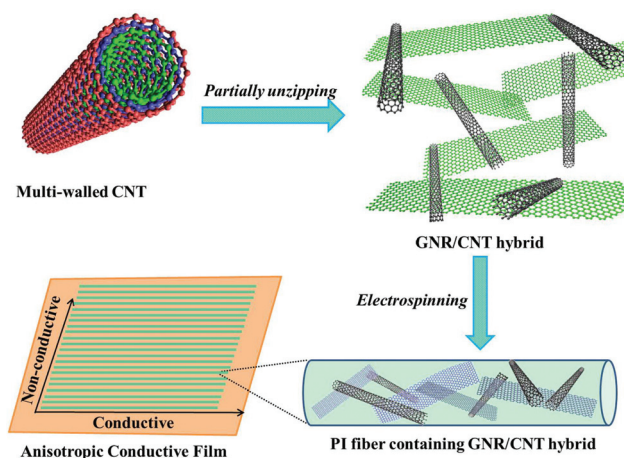 Partially unzipping
Multi-walled CNT
GNR/CNT hybrid
Electrospinning
Non-conductive
Conductive
Anisotropic Conductive Film
PI fiber containing GNR/CNT hybrid